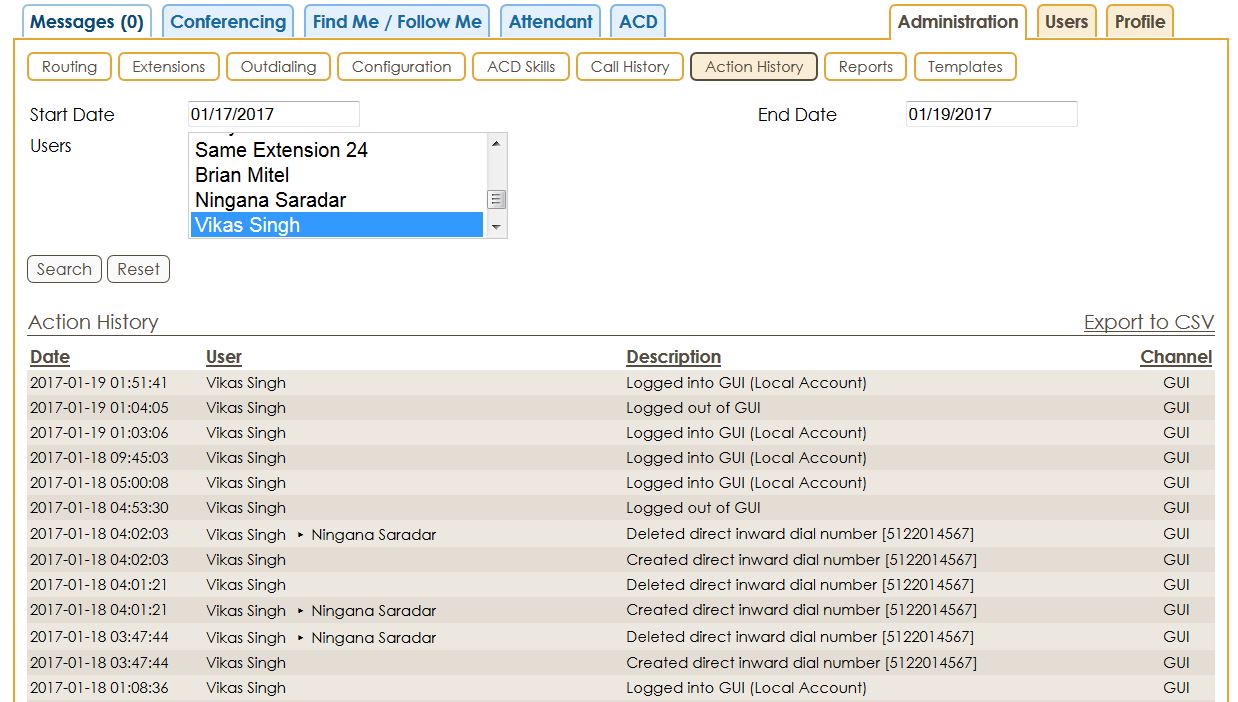 Messages (0) Conferencing Find Me / Follow Me Attendant ACD Administration Users Profile
Routing Extensions Outdialing Configuration ACD Skills Call History Action History Reports Templates
Start Date 01/17/2017 End Date 01/19/2017
Users
Same Extension 24
Brian Mitel
Ningana Saradar
Vikas Singh
Search Reset
Action History Export to CSV
Date User Description Channel
2017-01-19 01:51:41 Vikas Singh Logged into GUI (Local Account) GUI
2017-01-19 01:04:05 Vikas Singh Logged out of GUI GUI
2017-01-19 01:03:06 Vikas Singh Logged into GUI (Local Account) GUI
2017-01-18 09:45:03 Vikas Singh Logged into GUI (Local Account) GUI
2017-01-18 05:00:08 Vikas Singh Logged into GUI (Local Account) GUI
2017-01-18 04:53:30 Vikas Singh Logged out of GUI GUI
2017-01-18 04:02:03 Vikas Singh ‣ Ningana Saradar Deleted direct inward dial number [5122014567] GUI
2017-01-18 04:02:03 Vikas Singh Created direct inward dial number [5122014567] GUI
2017-01-18 04:01:21 Vikas Singh Deleted direct inward dial number [5122014567] GUI
2017-01-18 04:01:21 Vikas Singh ‣ Ningana Saradar Created direct inward dial number [5122014567] GUI
2017-01-18 03:47:44 Vikas Singh ‣ Ningana Saradar Deleted direct inward dial number [5122014567] GUI
2017-01-18 03:47:44 Vikas Singh Created direct inward dial number [5122014567] GUI
2017-01-18 01:08:36 Vikas Singh Logged into GUI (Local Account) GUI